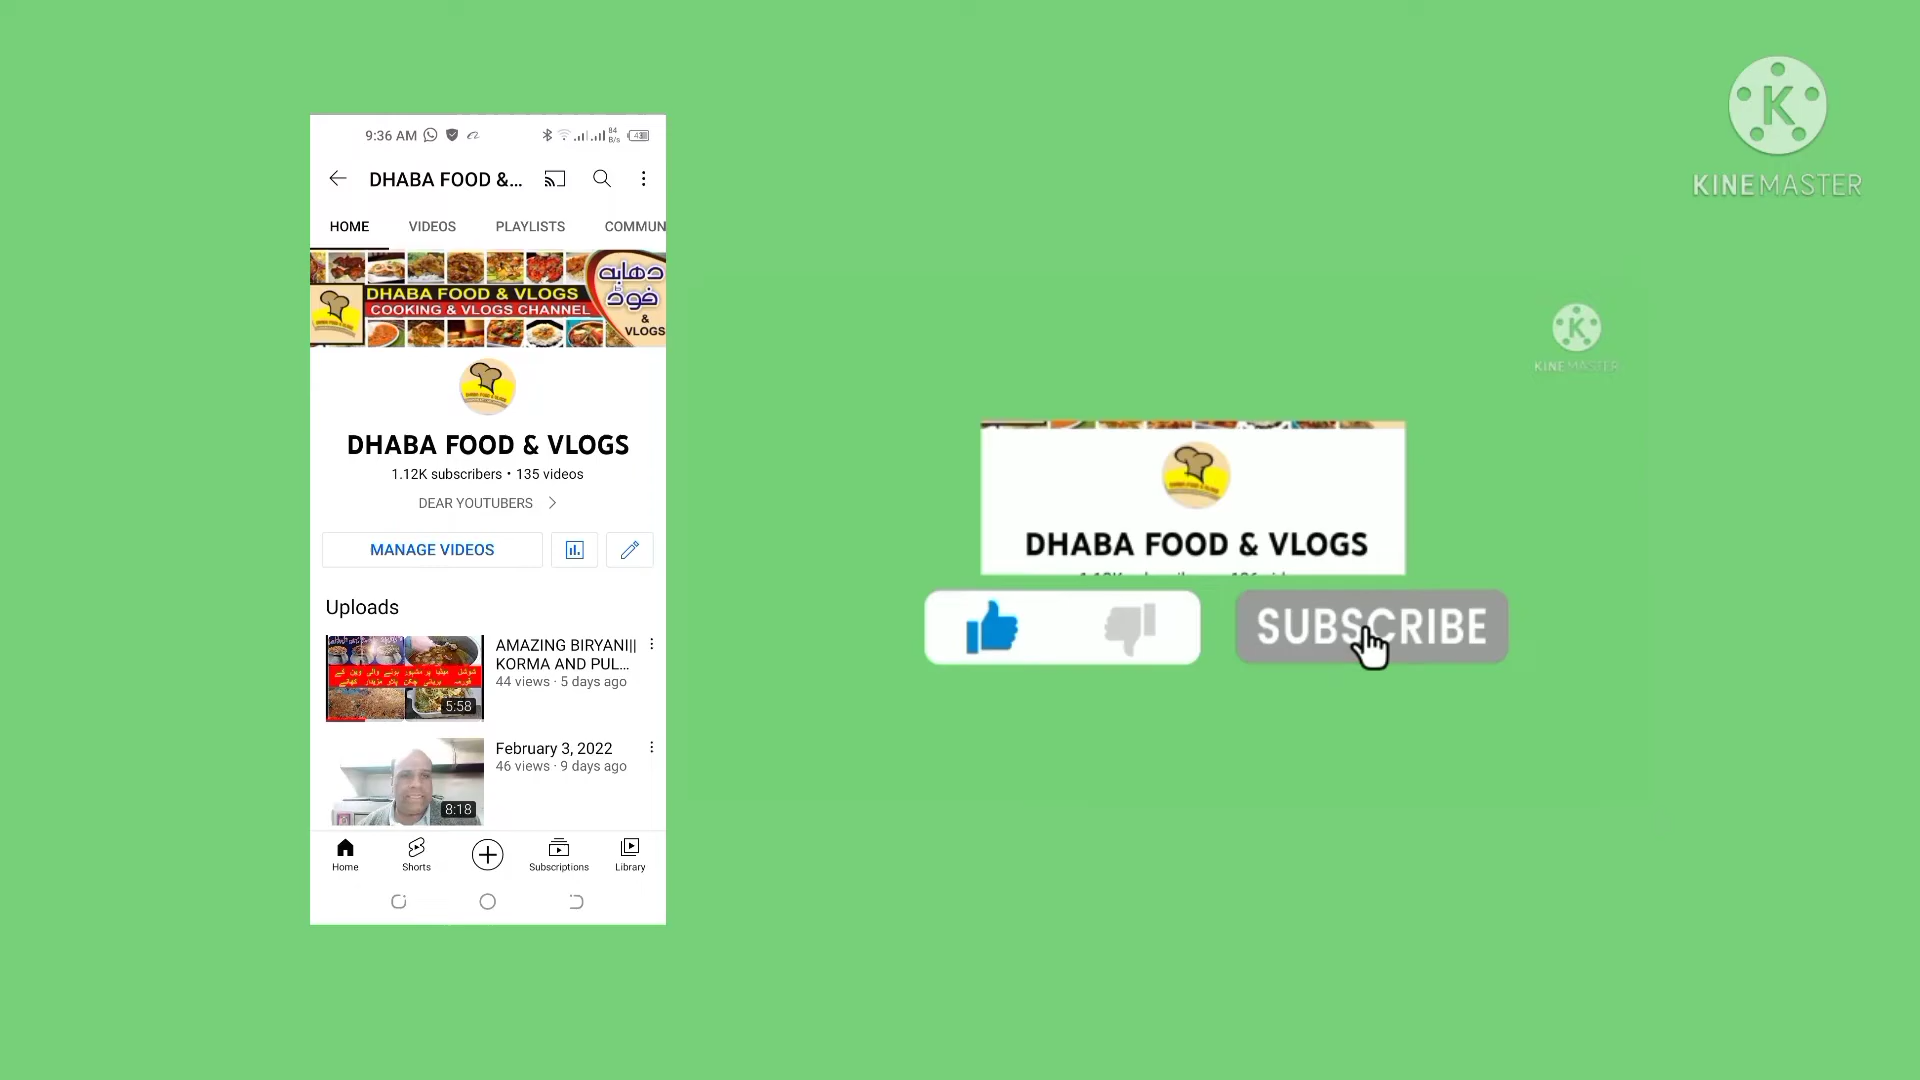 9:36 AM
84
B/s
43
DHABA FOOD &...
HOME
VIDEOS
PLAYLISTS
COMMUN
دھابہ
فوڈ
&
VLOGS
DHABA FOOD & VLOGS
COOKING & VLOGS CHANNEL
DHABA FOOD & VLOGS
1.12K subscribers • 135 videos
DEAR YOUTUBERS
MANAGE VIDEOS
Uploads
AMAZING BIRYANI||
KORMA AND PUL...
44 views · 5 days ago
5:58
February 3, 2022
46 views · 9 days ago
8:18
Home
Shorts
Subscriptions
Library
K
KINEMASTER
K
KINEMASTER
DHABA FOOD & VLOGS
SUBSCRIBE